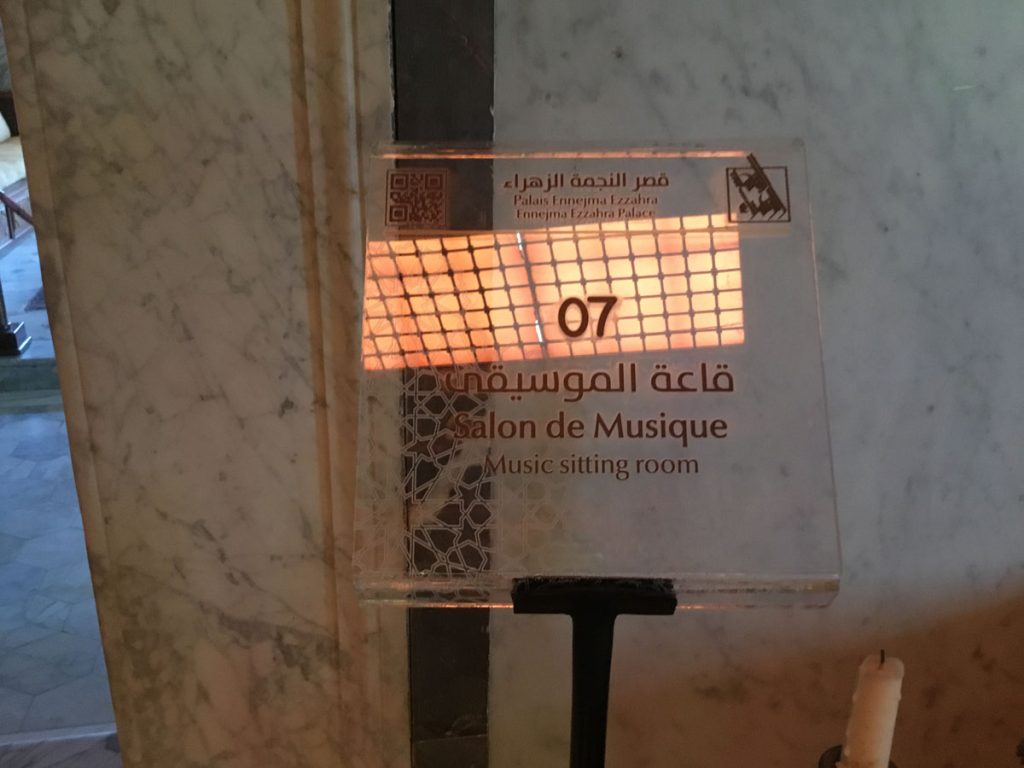 قصر النجمة الزهراء
Palais Ennejma Ezzahra
Ennejma Ezzahra Palace
07
قاعة الموسيقى
Salon de Musique
Music sitting room